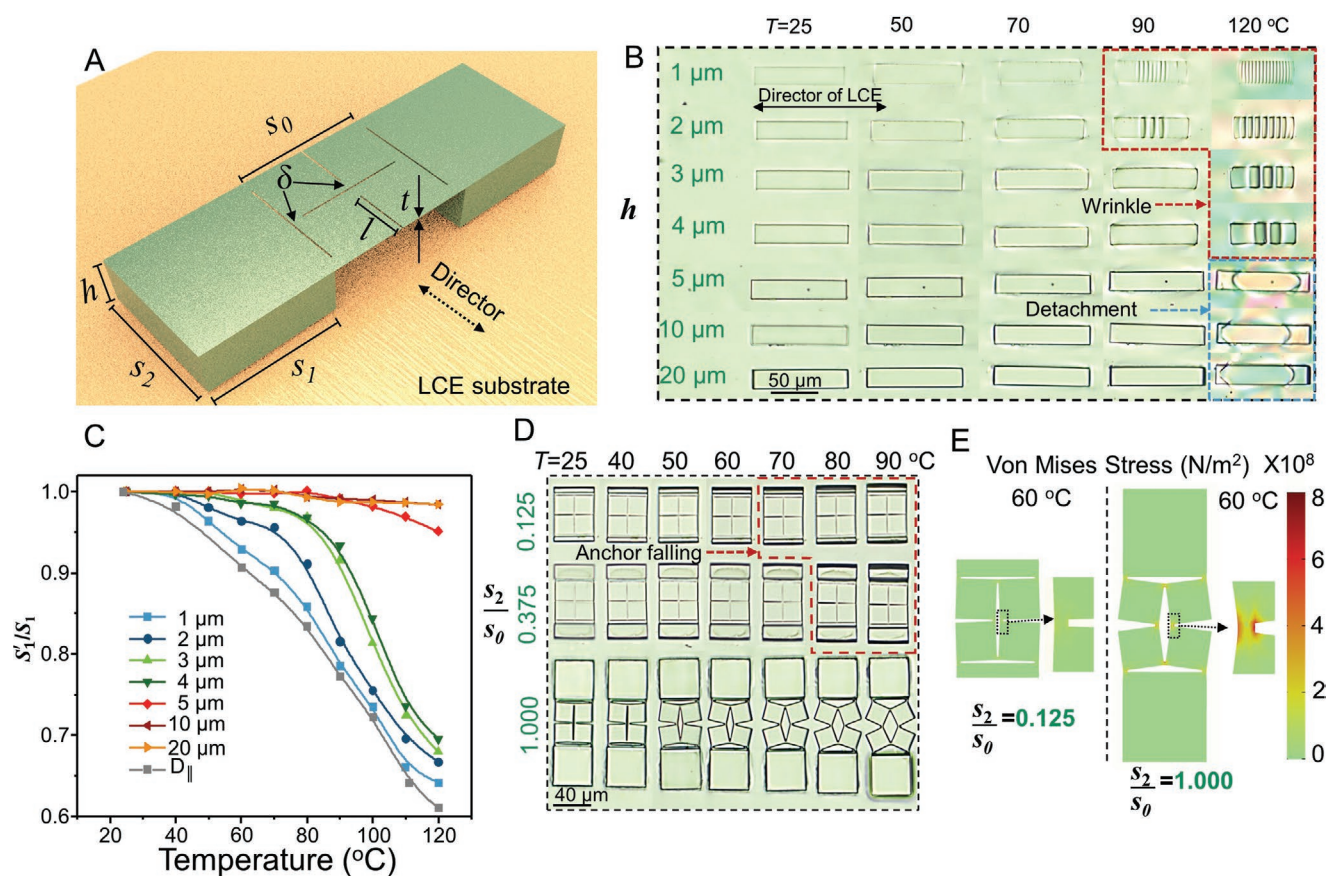 A
s0
δ
t
l
h
s2
s1
Director
LCE substrate
B
T=25 50 70 90 120 °C
1 µm
Director of LCE
2 µm
3 µm
h
Wrinkle
4 µm
5 µm
Detachment
10 µm
20 µm
50 µm
C
S'1/S1
1.0
0.9
0.8
0.7
0.6
1 µm
2 µm
3 µm
4 µm
5 µm
10 µm
20 µm
D∥
20 40 60 80 100 120
Temperature (°C)
D
T=25 40 50 60 70 80 90 °C
0.125
Anchor falling
s2/s0
0.375
1.000
40 µm
E
Von Mises Stress (N/m²) X10⁸
60 °C
60 °C
8
6
4
2
0
s2/s0=0.125
s2/s0=1.000